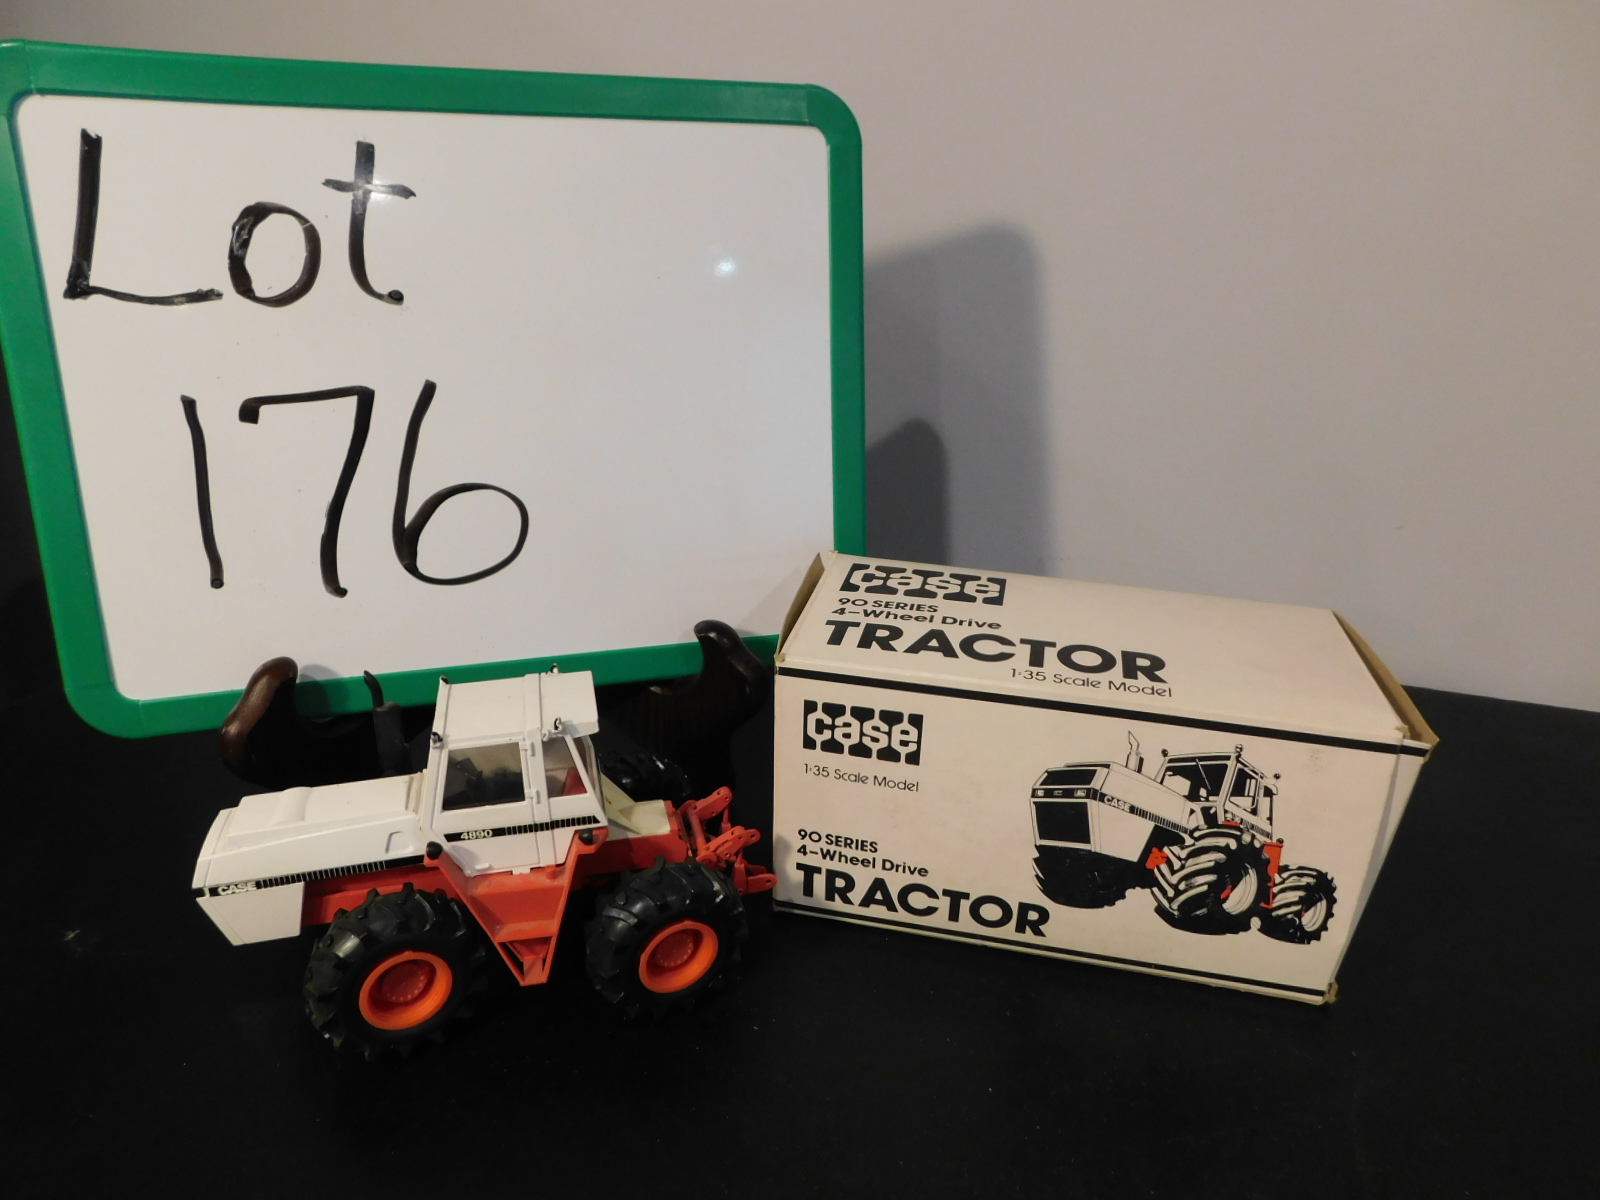 Lot
176
case
90 SERIES
4-Wheel Drive
TRACTOR
1:35 Scale Model
case
1:35 Scale Model
90 SERIES
4-Wheel Drive
TRACTOR
CASE
4890
CASE